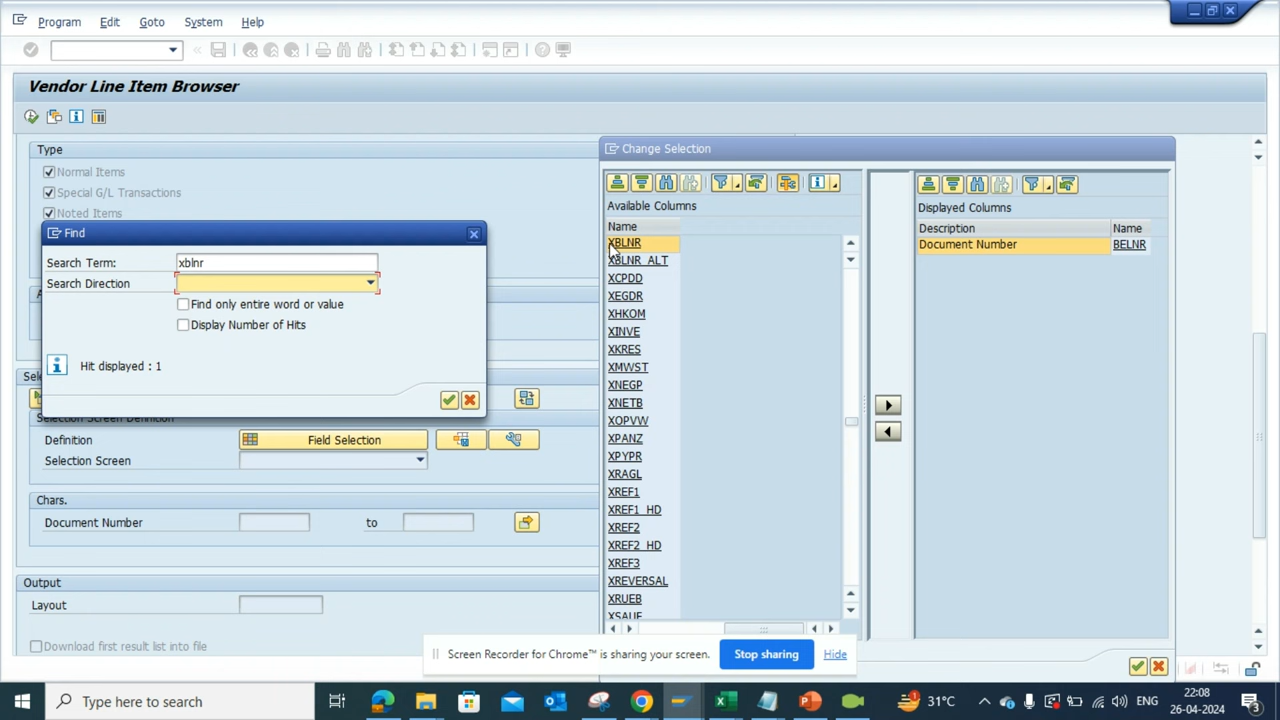 Program Edit Goto System Help
Vendor Line Item Browser
Type
Normal Items
Special G/L Transactions
Noted Items
Find
Search Term: xblnr
Search Direction
Find only entire word or value
Display Number of Hits
Hit displayed : 1
Selection Screen Definition
Definition Field Selection
Selection Screen
Chars.
Document Number to
Output
Layout
Download first result list into file
Change Selection
Available Columns
Name
XBLNR
XBLNR_ALT
XCPDD
XEGDR
XHKOM
XINVE
XKRES
XMWST
XNEGP
XNETB
XOPVW
XPANZ
XPYPR
XRAGL
XREF1
XREF1_HD
XREF2
XREF2_HD
XREF3
XREVERSAL
XRUEB
XSAUF
Displayed Columns
Description Name
Document Number BELNR
Screen Recorder for Chrome™ is sharing your screen. Stop sharing Hide
Type here to search
31°C
ENG
22:08
26-04-2024
3